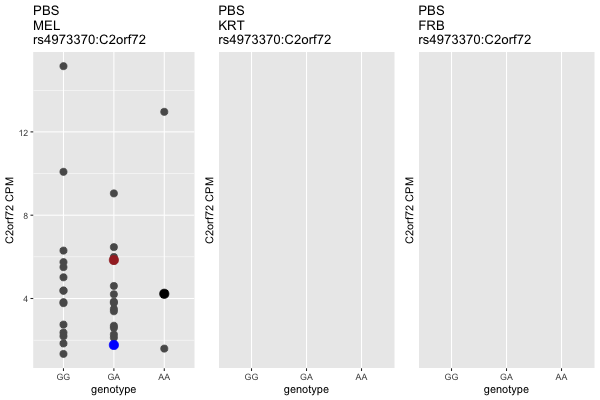 PBS
MEL
rs4973370:C2orf72
PBS
KRT
rs4973370:C2orf72
PBS
FRB
rs4973370:C2orf72
C2orf72 CPM
12
8
4
GG GA AA
genotype
C2orf72 CPM
GG GA AA
genotype
C2orf72 CPM
GG GA AA
genotype